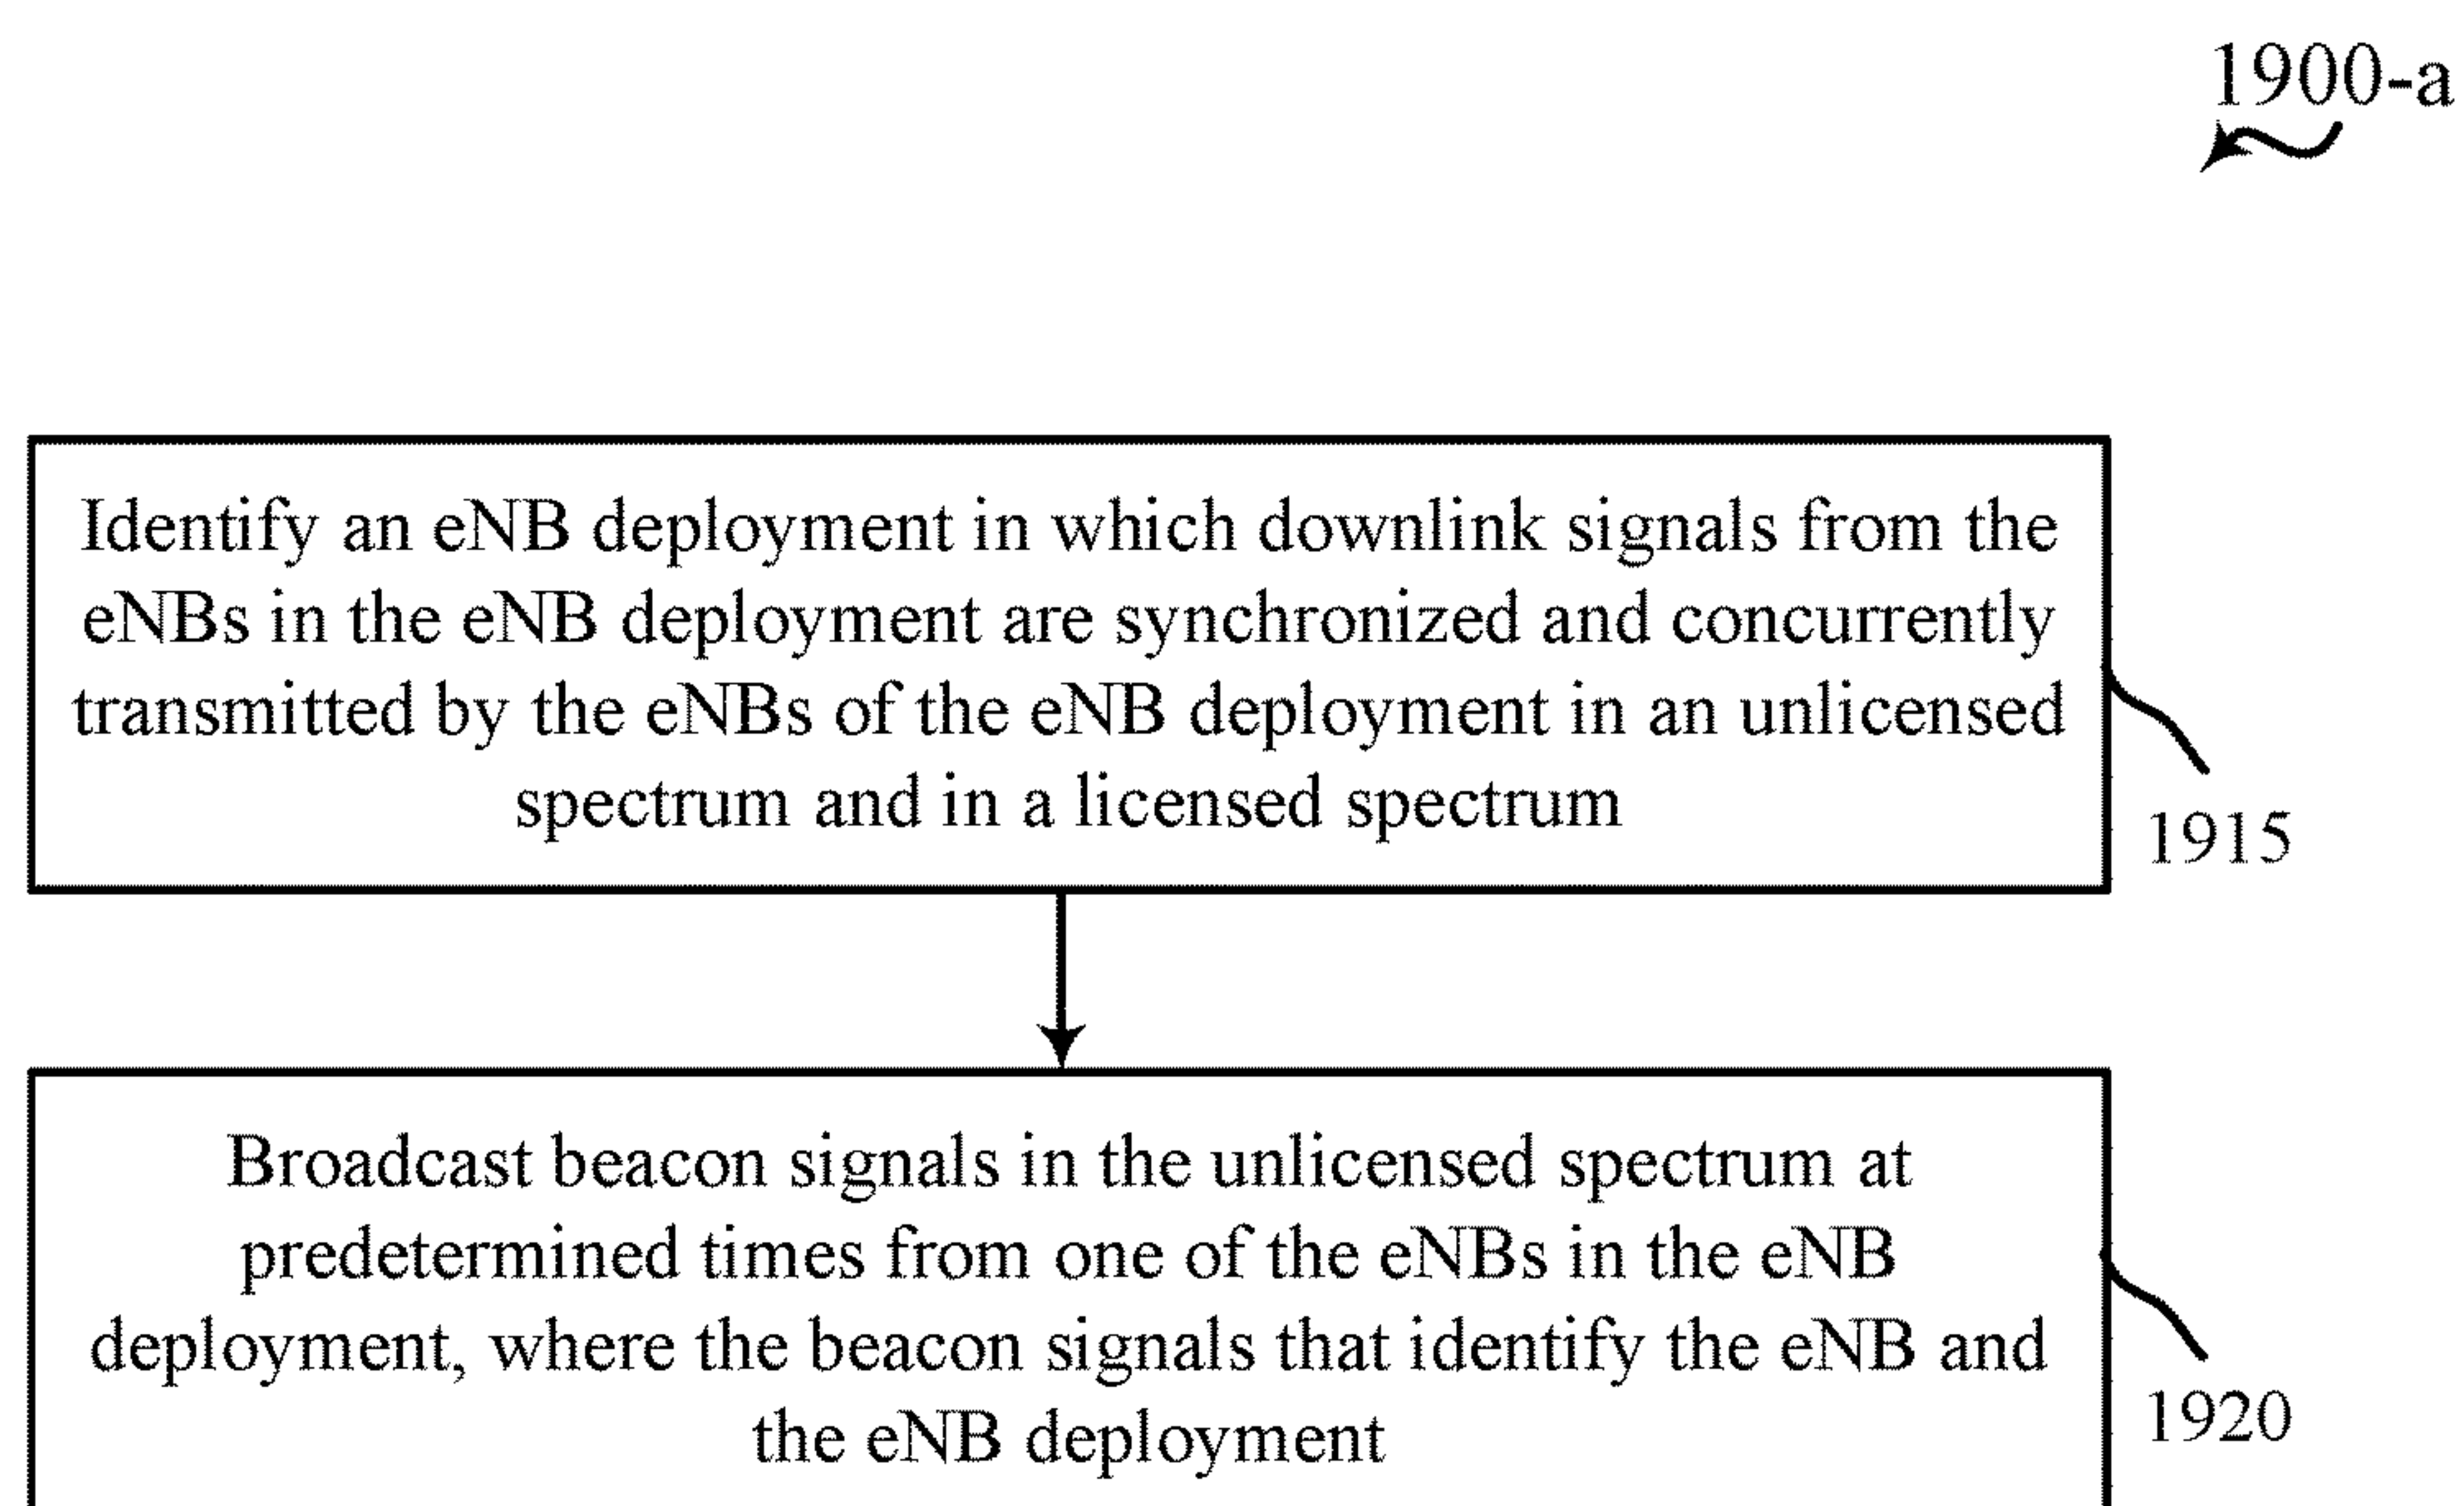 1900-a
Identify an eNB deployment in which downlink signals from the
eNBs in the eNB deployment are synchronized and concurrently
transmitted by the eNBs of the eNB deployment in an unlicensed
spectrum and in a licensed spectrum
1915
Broadcast beacon signals in the unlicensed spectrum at
predetermined times from one of the eNBs in the eNB
deployment, where the beacon signals that identify the eNB and
the eNB deployment
1920